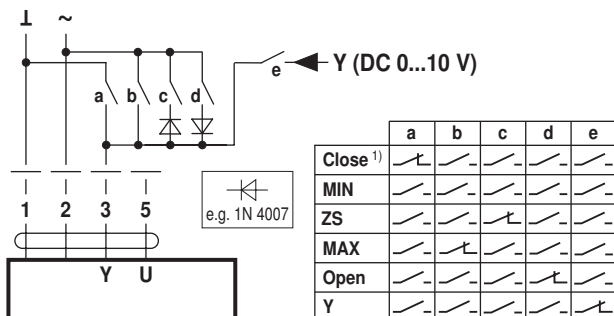 ⊥ ~
e Y (DC 0...10 V)
a b c d
1 2 3 5
e.g. 1N 4007
Y U
a b c d e
Close 1)
MIN
ZS
MAX
Open
Y